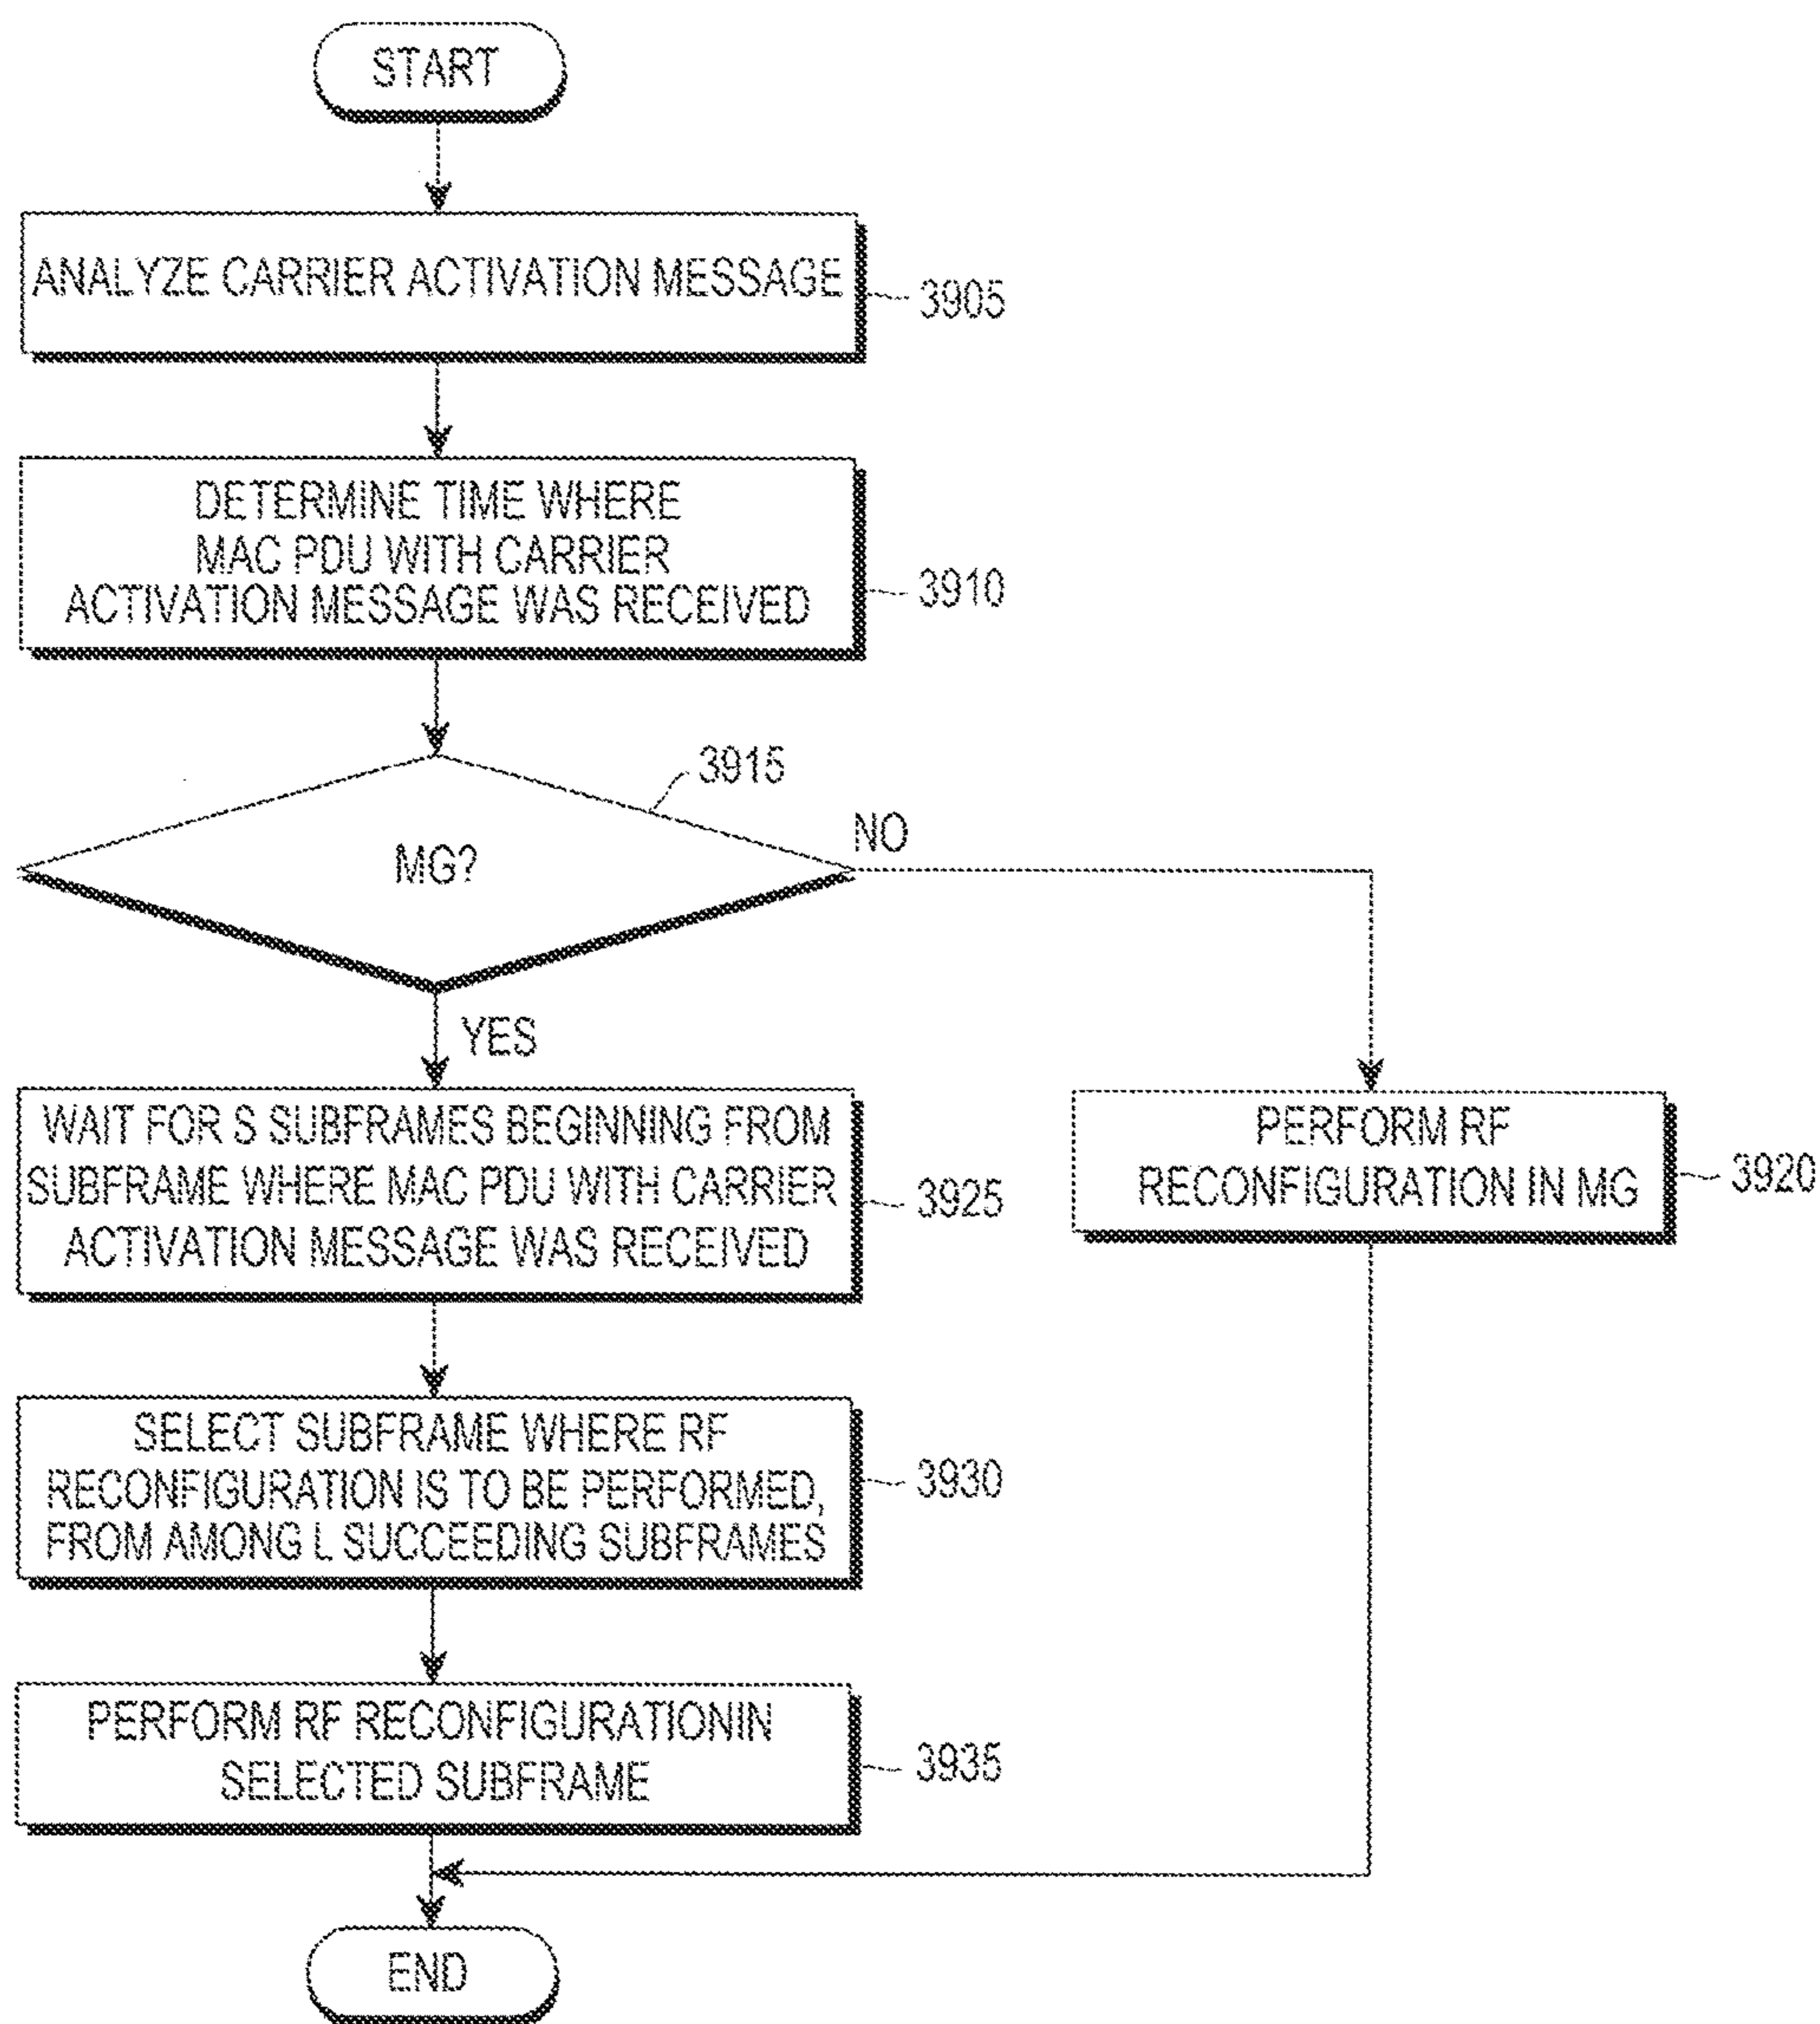 START
ANALYZE CARRIER ACTIVATION MESSAGE
3905
DETERMINE TIME WHERE
MAC PDU WITH CARRIER
ACTIVATION MESSAGE WAS RECEIVED
3910
3915
MG?
NO
YES
WAIT FOR S SUBFRAMES BEGINNING FROM
SUBFRAME WHERE MAC PDU WITH CARRIER
ACTIVATION MESSAGE WAS RECEIVED
3925
PERFORM RF
RECONFIGURATION IN MG
3920
SELECT SUBFRAME WHERE RF
RECONFIGURATION IS TO BE PERFORMED,
FROM AMONG L SUCCEEDING SUBFRAMES
3930
PERFORM RF RECONFIGURATIONIN
SELECTED SUBFRAME
3935
END